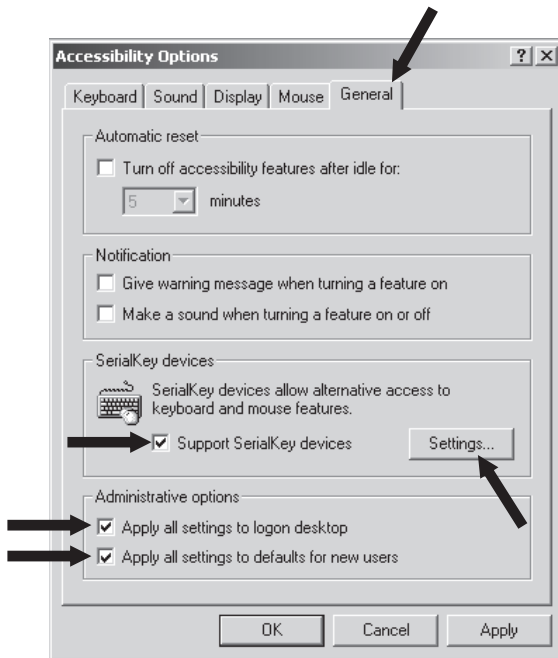 Accessibility Options
Keyboard Sound Display Mouse General
Automatic reset
Turn off accessibility features after idle for:
5 minutes
Notification
Give warning message when turning a feature on
Make a sound when turning a feature on or off
SerialKey devices
SerialKey devices allow alternative access to
keyboard and mouse features.
Support SerialKey devices Settings...
Administrative options
Apply all settings to logon desktop
Apply all settings to defaults for new users
OK Cancel Apply